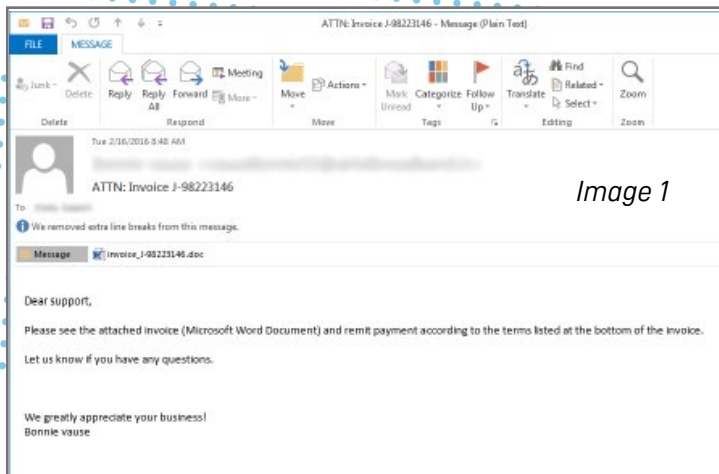 ATTN: Invoice J-98223146 - Message (Plain Text)
FILE MESSAGE
Junk
Delete
Reply
Reply All
Forward
Meeting
More
Move
Actions
Mark Unread
Categorize
Follow Up
Translate
Find
Related
Select
Zoom
Delete Respond Move Tags Editing Zoom
Tue 2/16/2016 8:48 AM
ATTN: Invoice J-98223146
Image 1
To
We removed extra line breaks from this message.
Message invoice_J-98223146.doc
Dear support,
Please see the attached invoice (Microsoft Word Document) and remit payment according to the terms listed at the bottom of the invoice.
Let us know if you have any questions.
We greatly appreciate your business!
Bonnie vause